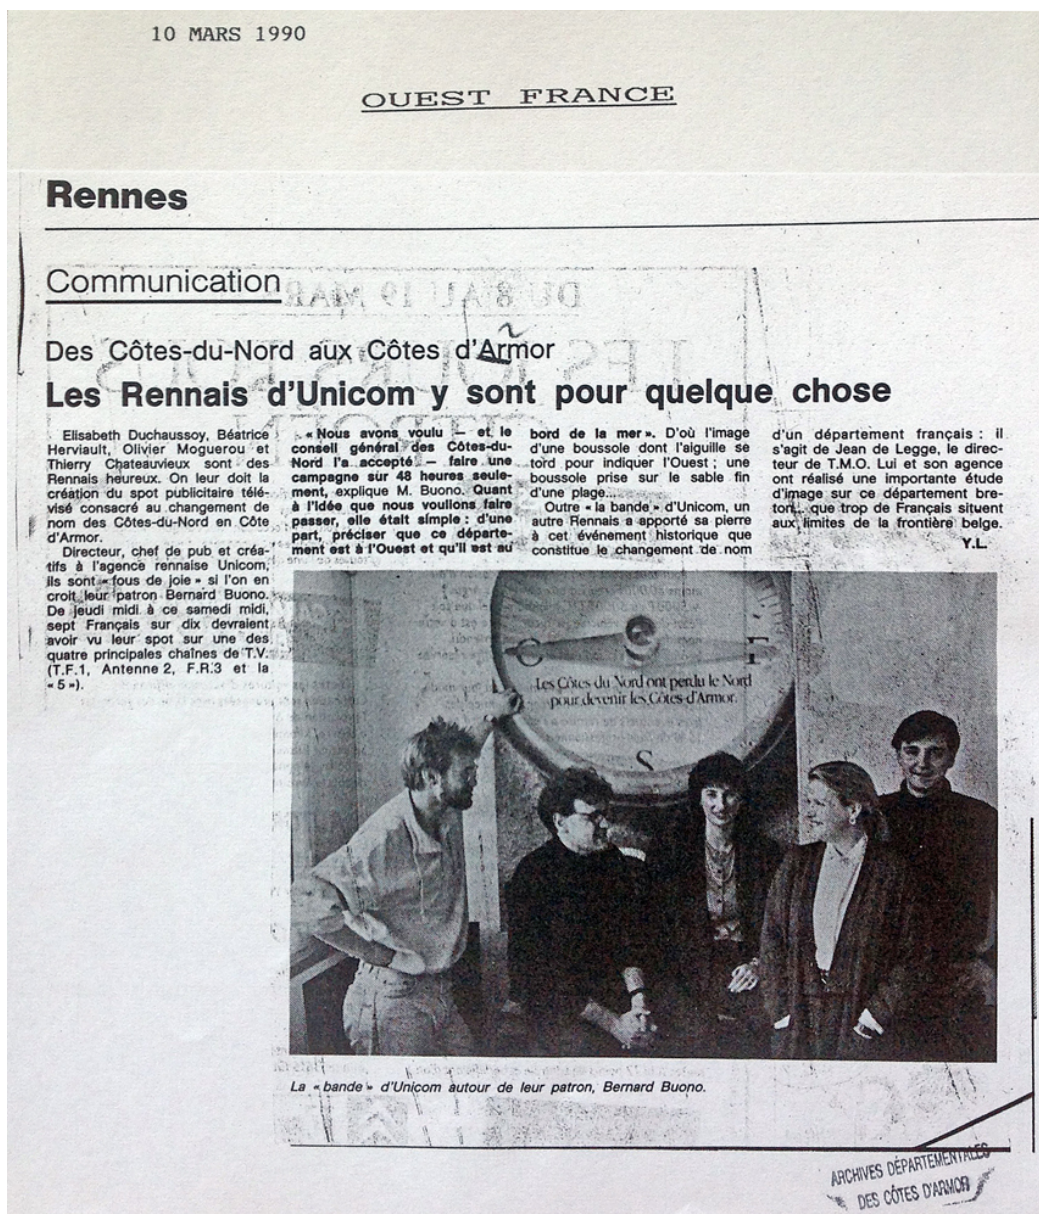 10 MARS 1990
OUEST FRANCE
Rennes
Communication
Des Côtes-du-Nord aux Côtes d'Armor
Les Rennais d'Unicom y sont pour quelque chose
Elisabeth Duchaussoy, Béatrice
Herviault, Olivier Moguerou et
Thierry Chateauvieux sont des
Rennais heureux. On leur doit la
création du spot publicitaire télé-
visé consacré au changement de
nom des Côtes-du-Nord en Côte
d'Armor.
Directeur, chef de pub et créa-
tifs à l'agence rennaise Unicom,
ils sont « fous de joie » si l'on en
croit leur patron Bernard Buono.
De jeudi midi à ce samedi midi,
sept Français sur dix devraient
avoir vu leur spot sur une des
quatre principales chaînes de T.V.
(T.F.1, Antenne 2, F.R.3 et la
« 5 »).
« Nous avons voulu — et le
conseil général des Côtes-du-
Nord l'a accepté — faire une
campagne sur 48 heures seule-
ment, explique M. Buono. Quant
à l'idée que nous voulions faire
passer, elle était simple : d'une
part, préciser que ce départe-
ment est à l'Ouest et qu'il est au
bord de la mer ». D'où l'image
d'une boussole dont l'aiguille se
tord pour indiquer l'Ouest ; une
boussole prise sur le sable fin
d'une plage...
Outre « la bande » d'Unicom, un
autre Rennais a apporté sa pierre
à cet événement historique que
constitue le changement de nom
d'un département français : il
s'agit de Jean de Legge, le direc-
teur de T.M.O. Lui et son agence
ont réalisé une importante étude
d'image sur ce département bre-
ton... que trop de Français situent
aux limites de la frontière belge.
Y.L.
Les Côtes du Nord ont perdu le Nord
pour devenir les Côtes d'Armor.
S
La « bande » d'Unicom autour de leur patron, Bernard Buono.
ARCHIVES DÉPARTEMENTALES
DES CÔTES D'ARMOR